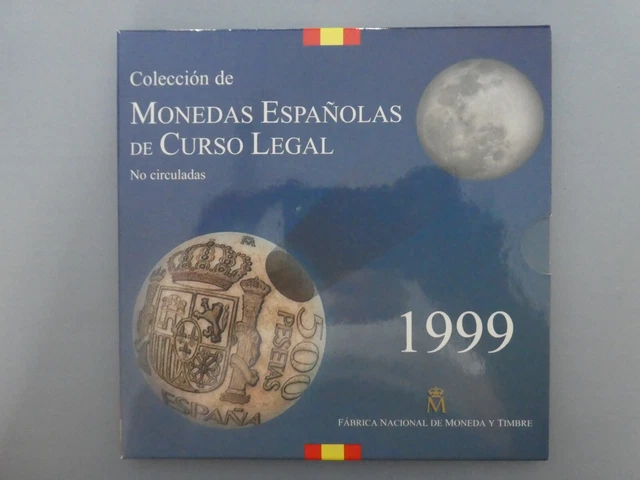 Colección de
MONEDAS ESPAÑOLAS
DE CURSO LEGAL
No circuladas
500
PESETAS
ESPAÑA
1999
M
FÁBRICA NACIONAL DE MONEDA Y TIMBRE